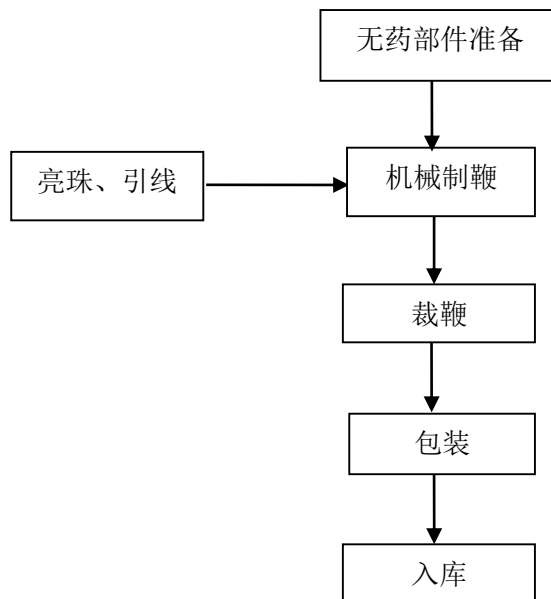 无药部件准备
亮珠、引线
机械制鞭
裁鞭
包装
入库